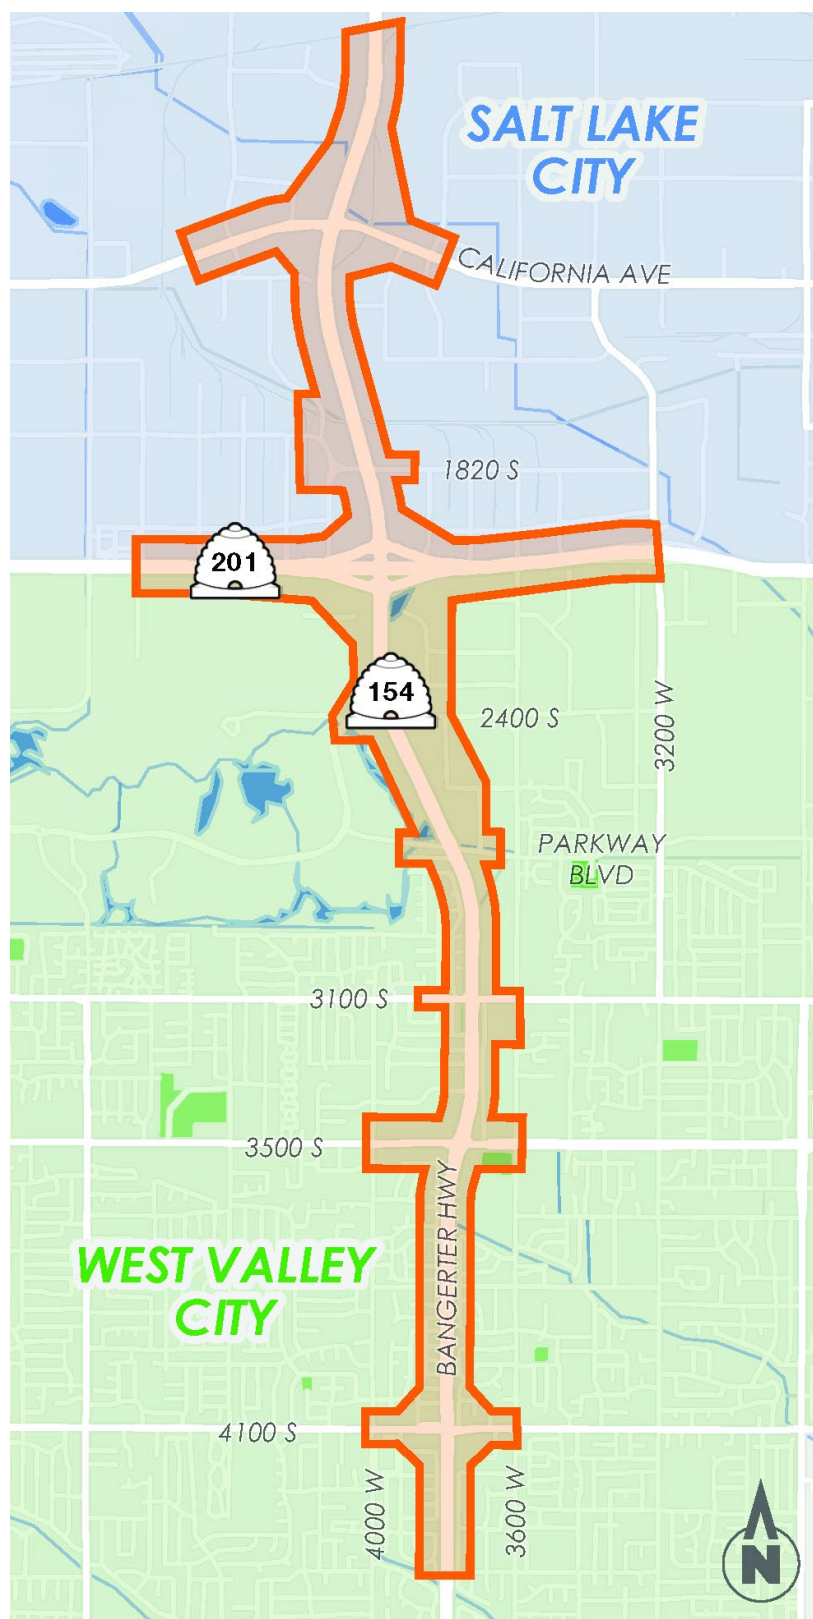 SALT LAKE
CITY
CALIFORNIA AVE
1820 S
201
154
2400 S
3200 W
PARKWAY
BLVD
3100 S
3500 S
BANGERTER HWY
WEST VALLEY
CITY
4100 S
4000 W
3600 W
N